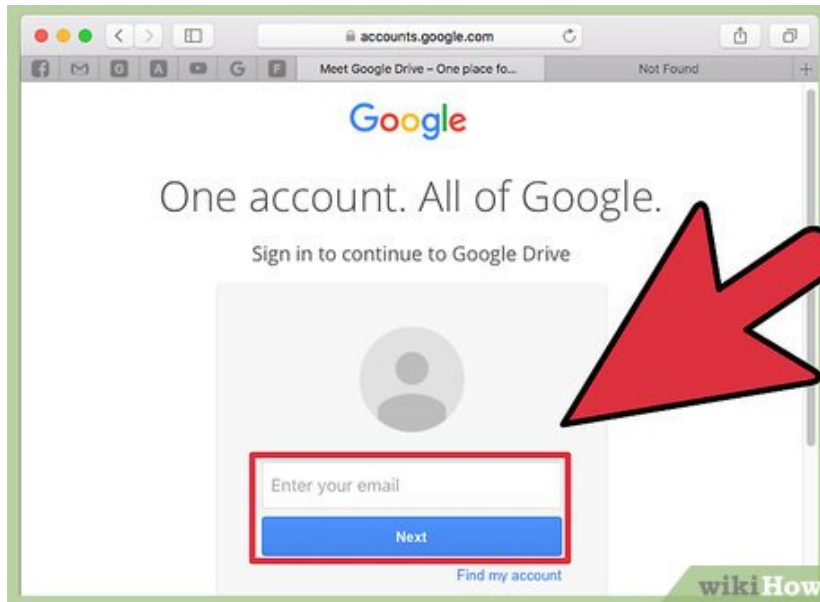 accounts.google.com
Meet Google Drive – One place fo... Not Found
Google
One account. All of Google.
Sign in to continue to Google Drive
Enter your email
Next
Find my account
wikiHow